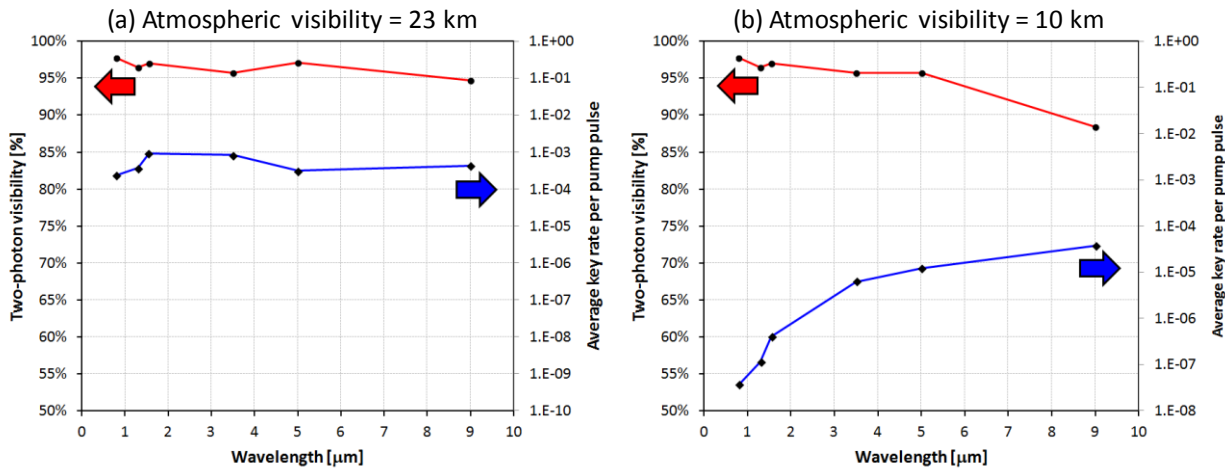 (a) Atmospheric visibility = 23 km
100%
95%
90%
85%
80%
75%
70%
65%
60%
55%
50%
Two-photon visibility [%]
1.E+00
1.E-01
1.E-02
1.E-03
1.E-04
1.E-05
1.E-06
1.E-07
1.E-08
1.E-09
1.E-10
Average key rate per pump pulse
0 1 2 3 4 5 6 7 8 9 10
Wavelength [μm]
(b) Atmospheric visibility = 10 km
100%
95%
90%
85%
80%
75%
70%
65%
60%
55%
50%
Two-photon visibility [%]
1.E+00
1.E-01
1.E-02
1.E-03
1.E-04
1.E-05
1.E-06
1.E-07
1.E-08
Average key rate per pump pulse
0 1 2 3 4 5 6 7 8 9 10
Wavelength [μm]